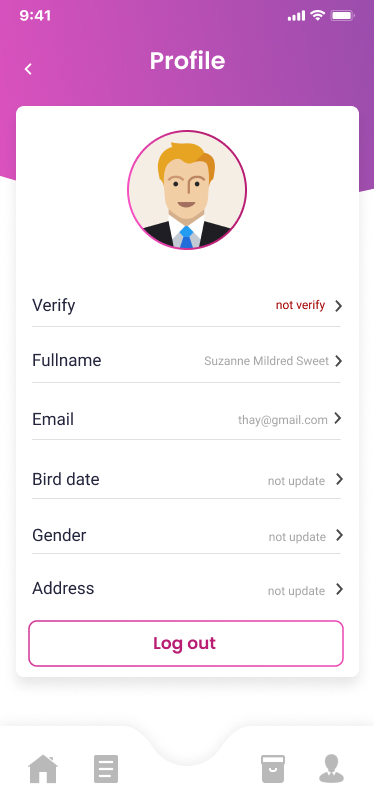 9:41
Profile
Verify not verify
Fullname Suzanne Mildred Sweet
Email thay@gmail.com
Bird date not update
Gender not update
Address not update
Log out